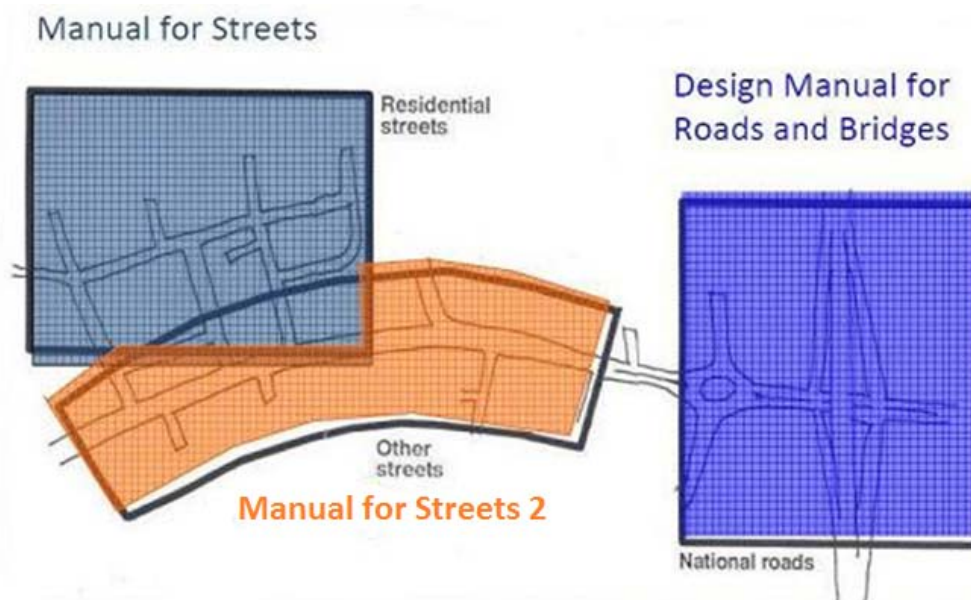 Manual for Streets
Residential
streets
Design Manual for
Roads and Bridges
Other
streets
Manual for Streets 2
National roads